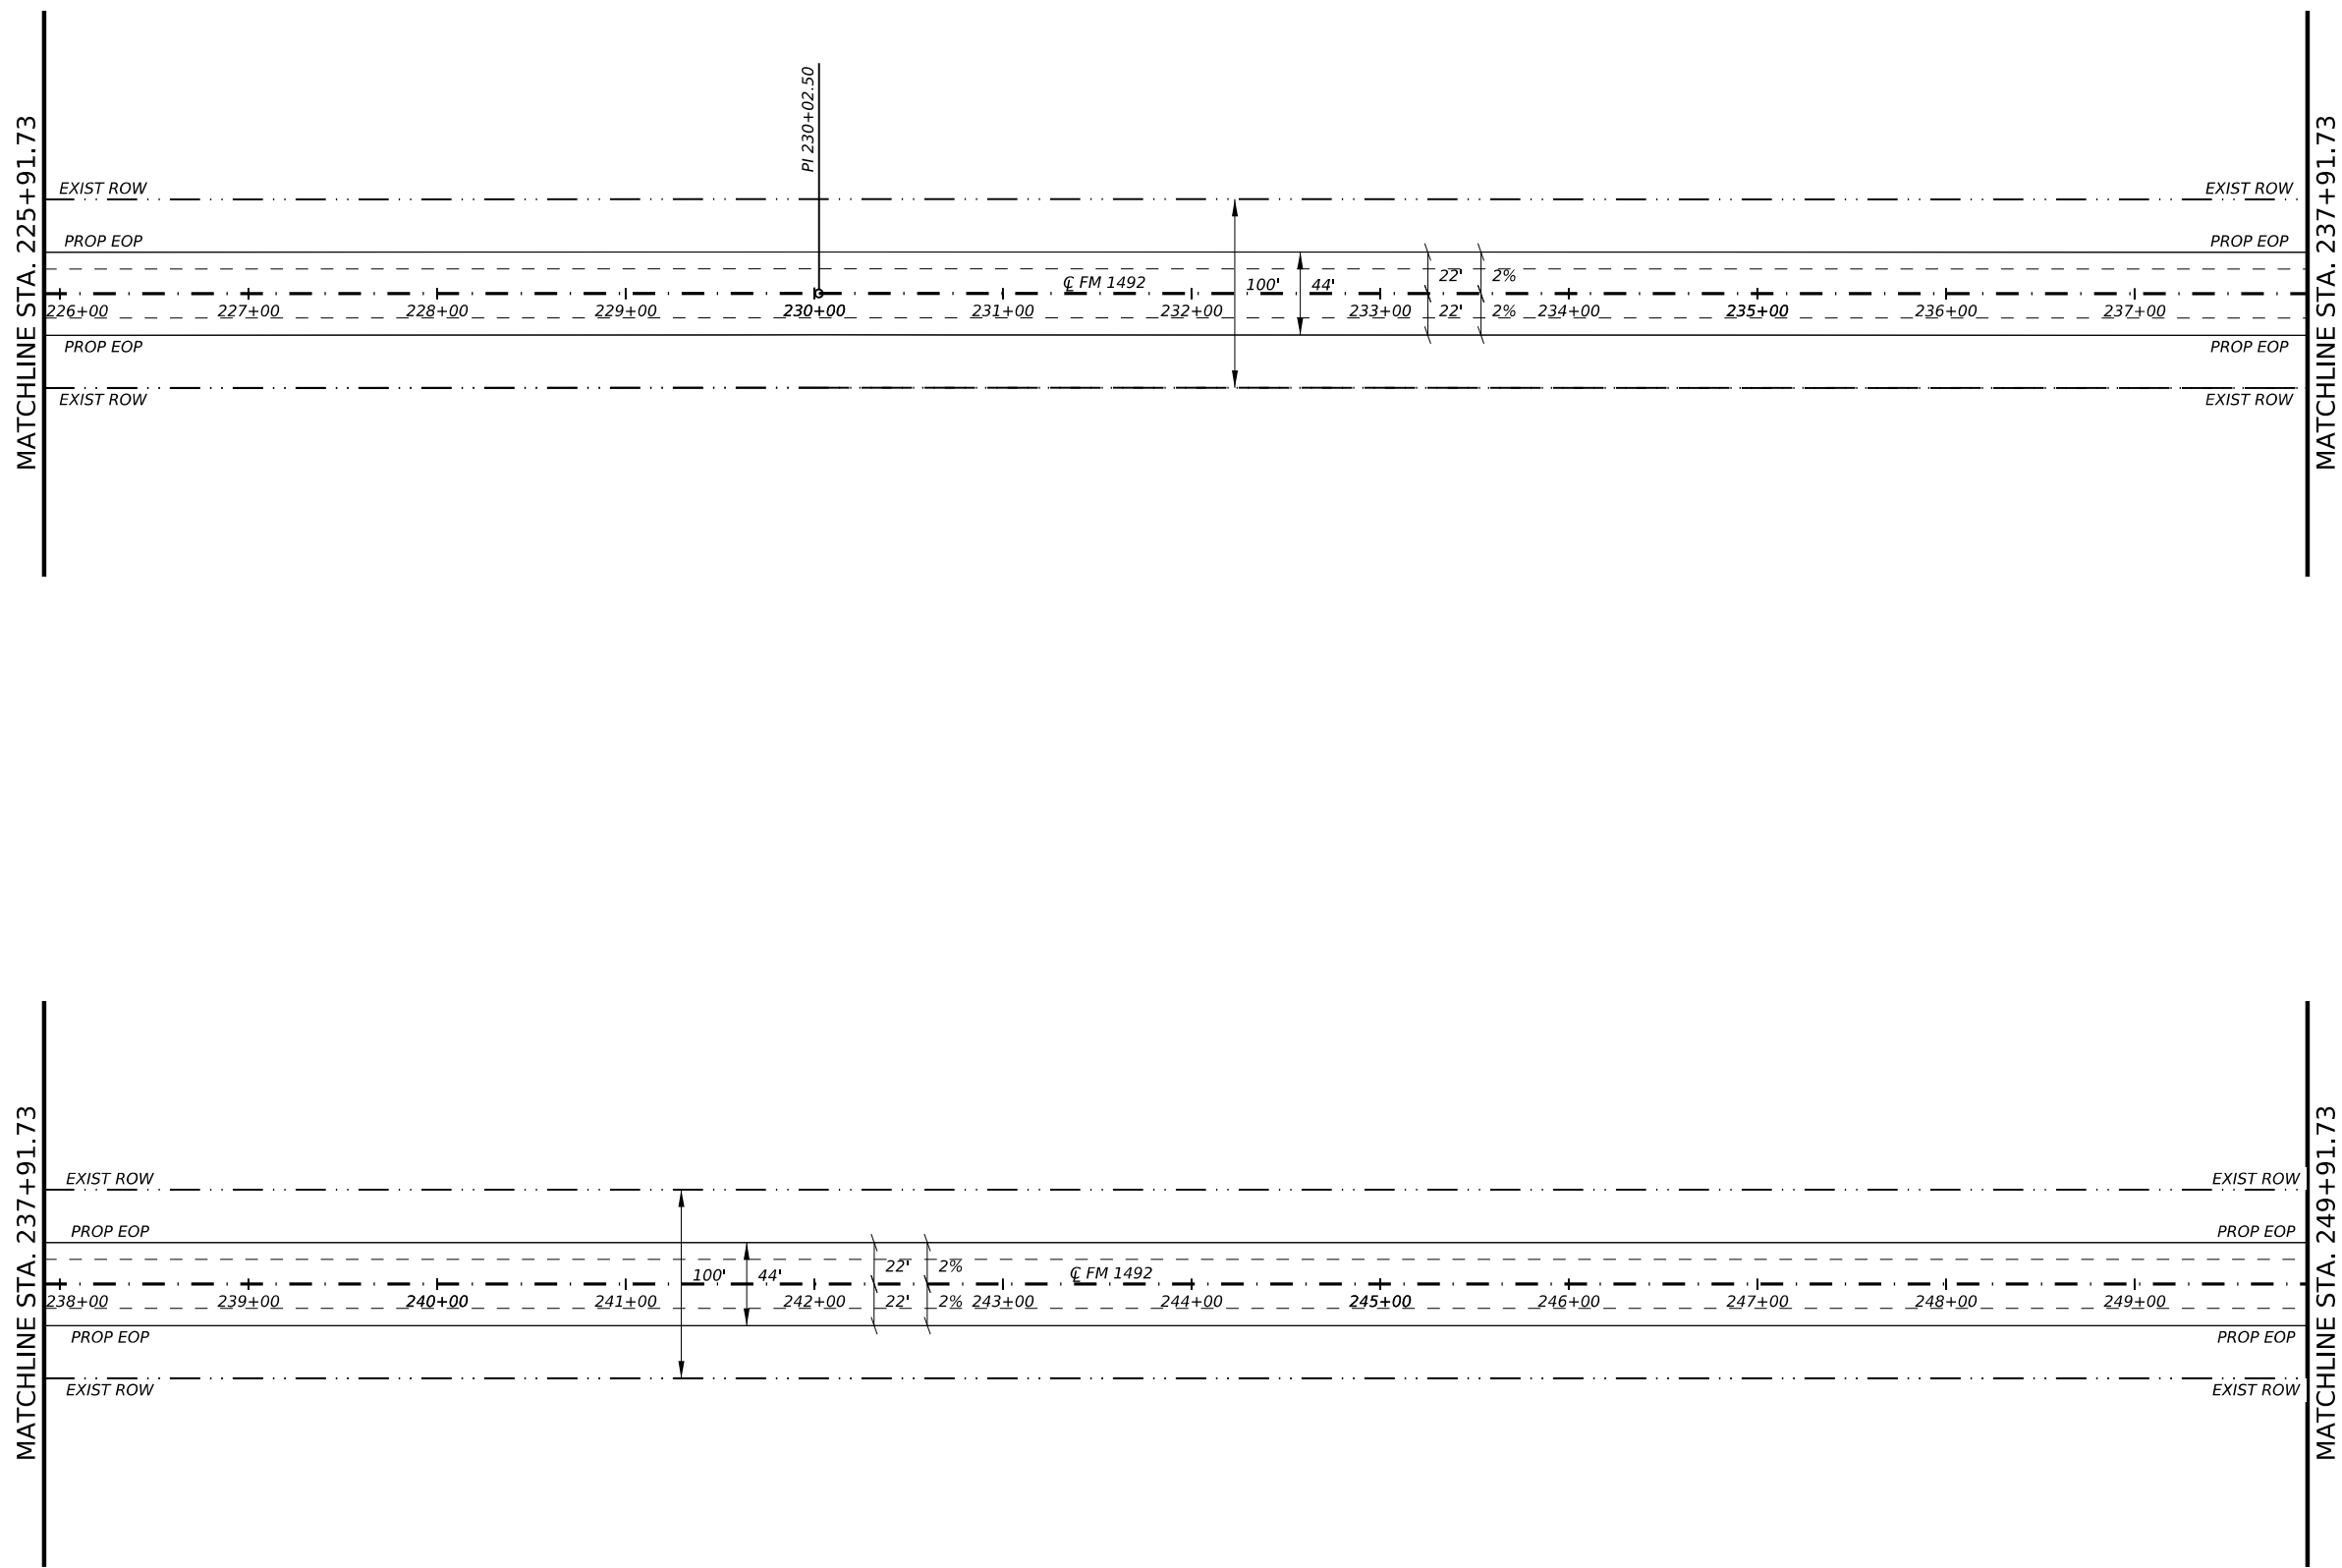 MATCHLINE STA. 225+91.73
PI 230+02.50
MATCHLINE STA. 237+91.73
EXIST ROW
EXIST ROW
PROP EOP
PROP EOP
℄ FM 1492
100'
44'
22'
2%
226+00
227+00
228+00
229+00
230+00
231+00
232+00
233+00
22'
2%
234+00
235+00
236+00
237+00
PROP EOP
PROP EOP
EXIST ROW
EXIST ROW
MATCHLINE STA. 237+91.73
MATCHLINE STA. 249+91.73
EXIST ROW
EXIST ROW
PROP EOP
PROP EOP
100'
44'
22'
2%
℄ FM 1492
238+00
239+00
240+00
241+00
242+00
22'
2%
243+00
244+00
245+00
246+00
247+00
248+00
249+00
PROP EOP
PROP EOP
EXIST ROW
EXIST ROW